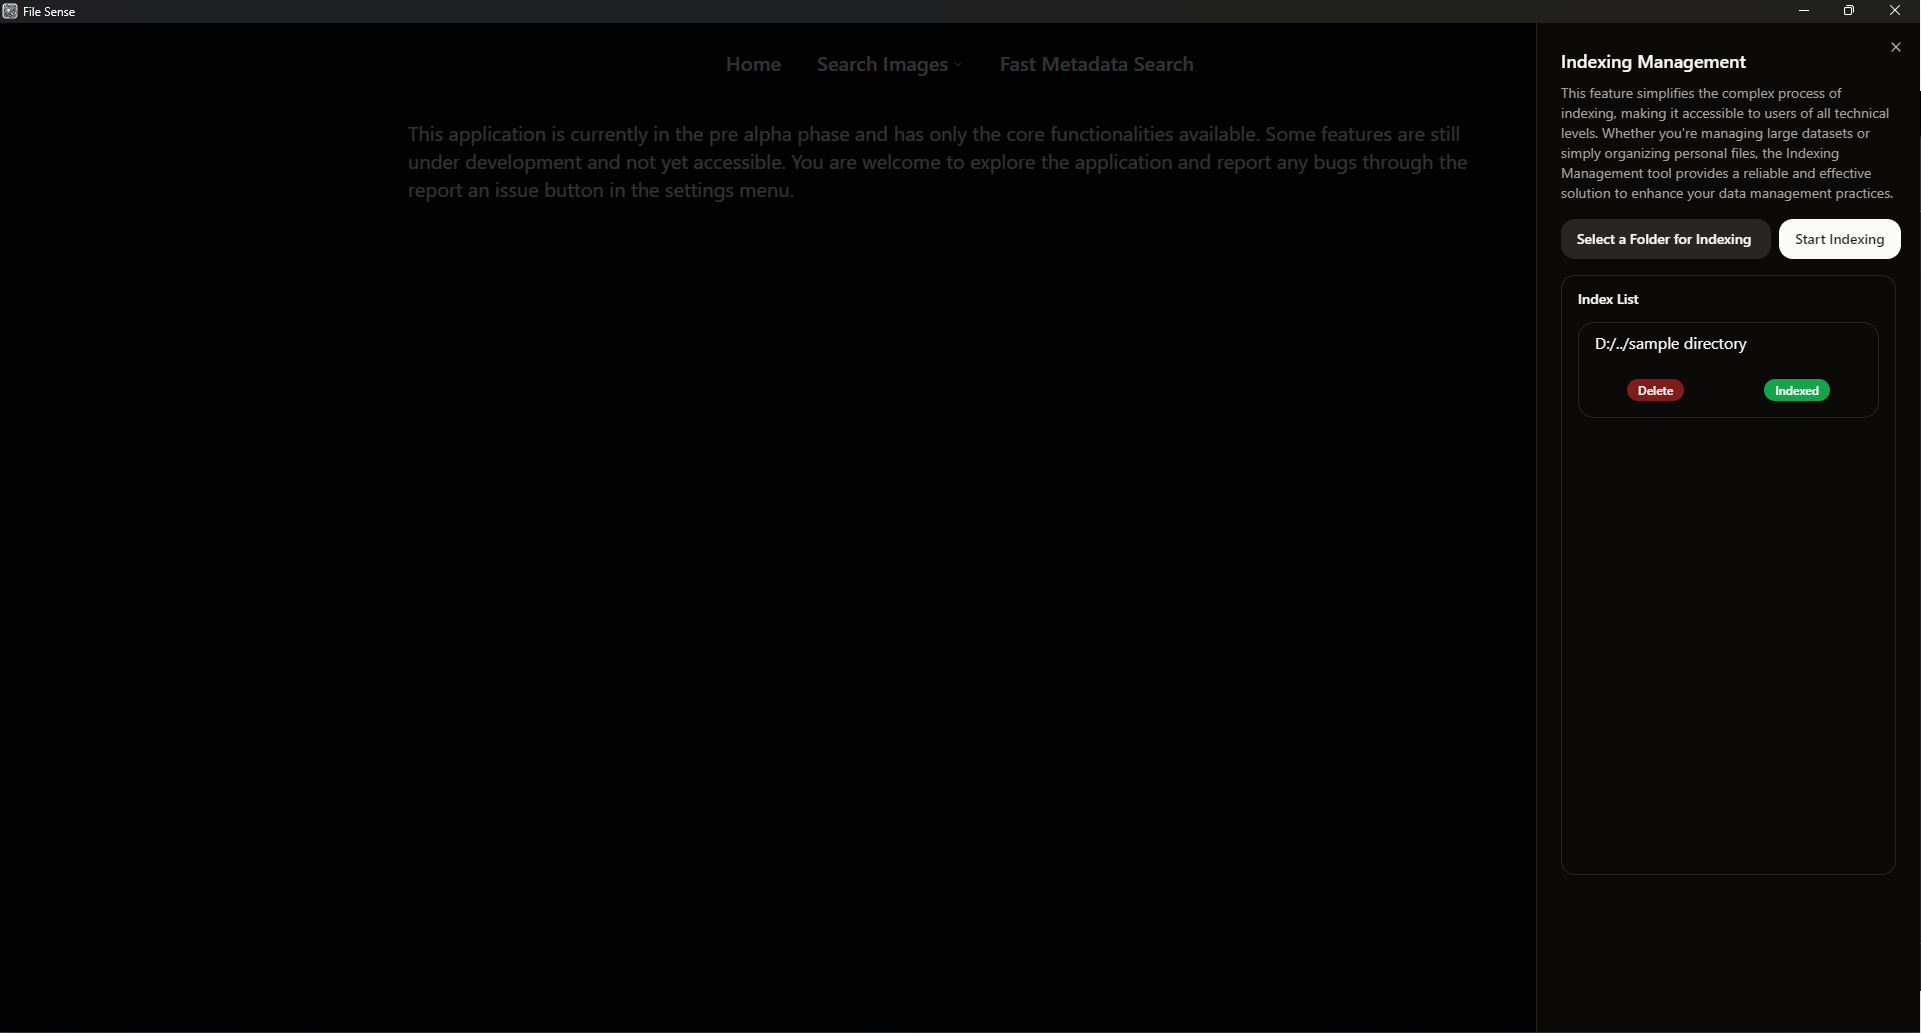 File Sense
Home Search Images Fast Metadata Search
This application is currently in the pre alpha phase and has only the core functionalities available. Some features are still
under development and not yet accessible. You are welcome to explore the application and report any bugs through the
report an issue button in the settings menu.
Indexing Management
This feature simplifies the complex process of
indexing, making it accessible to users of all technical
levels. Whether you're managing large datasets or
simply organizing personal files, the Indexing
Management tool provides a reliable and effective
solution to enhance your data management practices.
Select a Folder for Indexing Start Indexing
Index List
D:/../sample directory
Delete Indexed